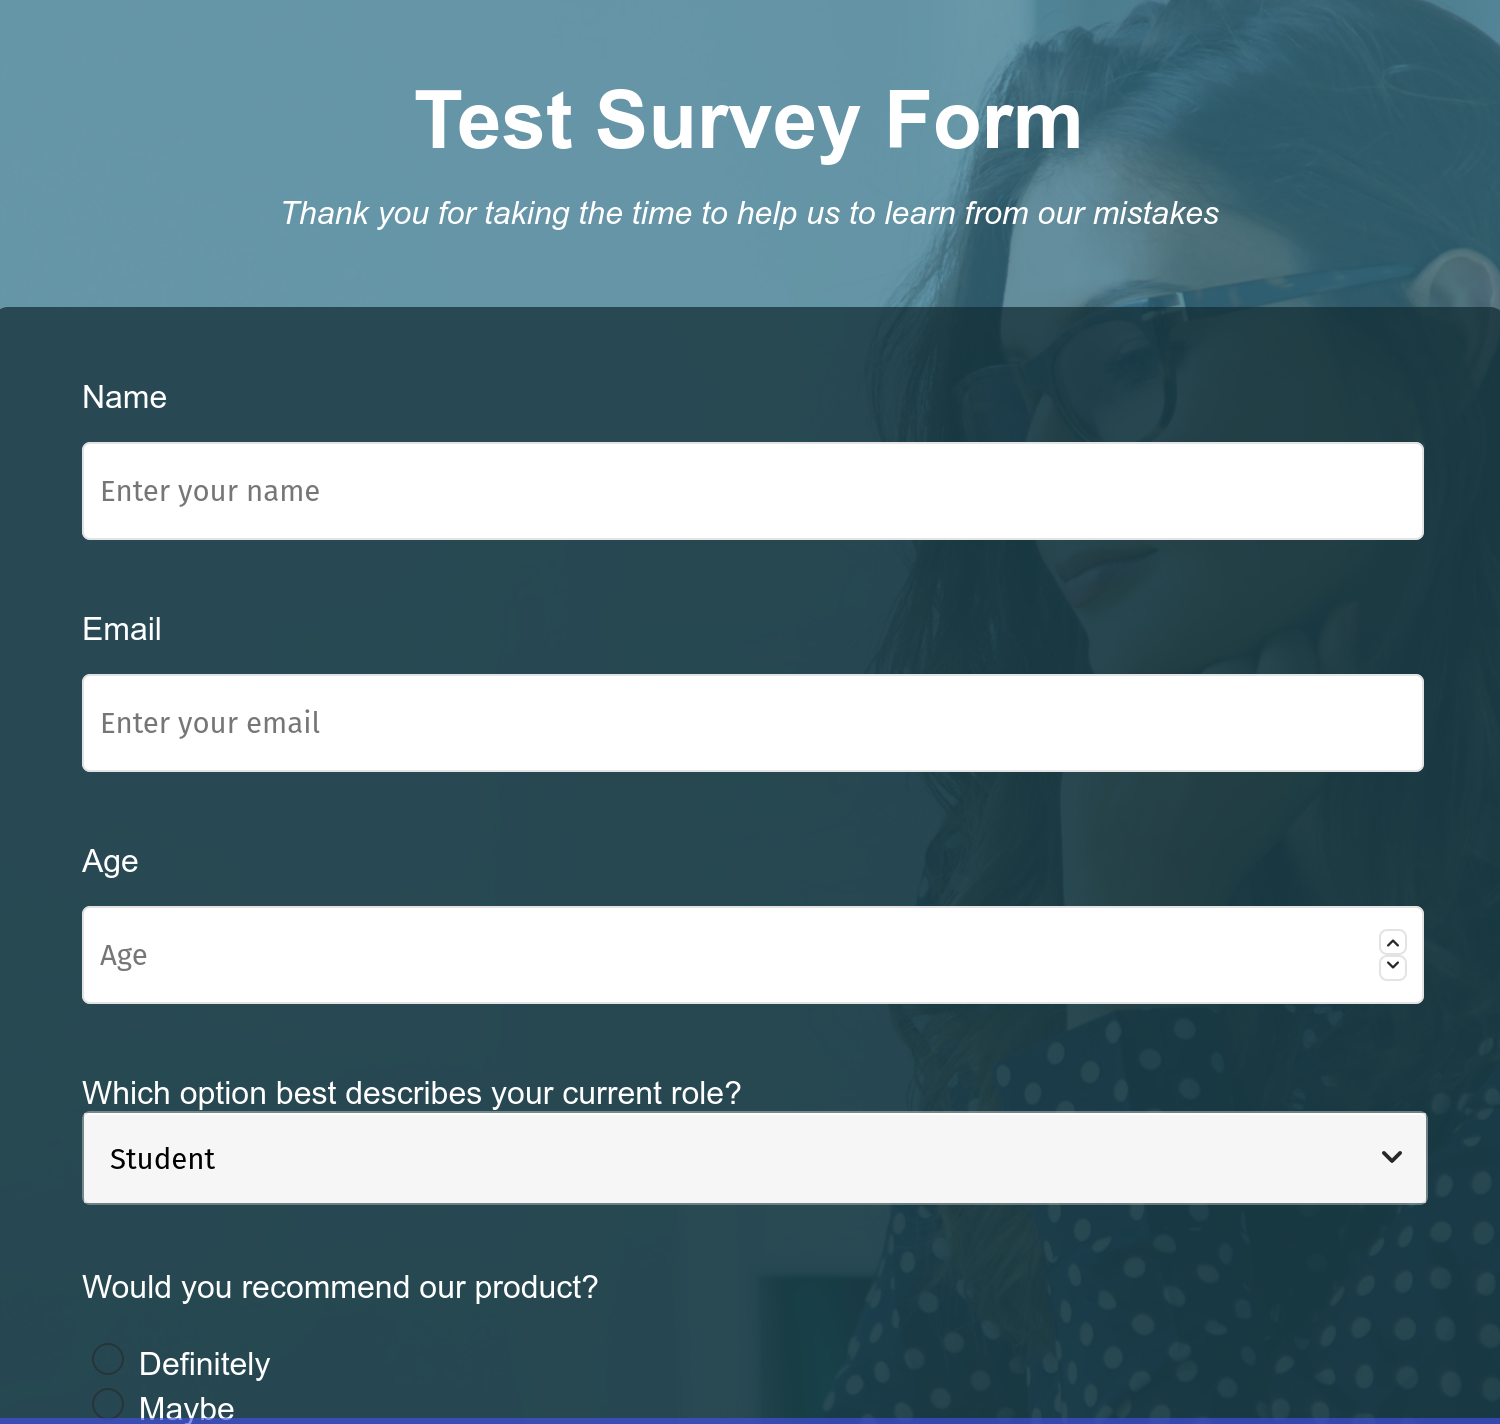 Test Survey Form
Thank you for taking the time to help us to learn from our mistakes
Name
Enter your name
Email
Enter your email
Age
Age
Which option best describes your current role?
Student
Would you recommend our product?
Definitely
Maybe